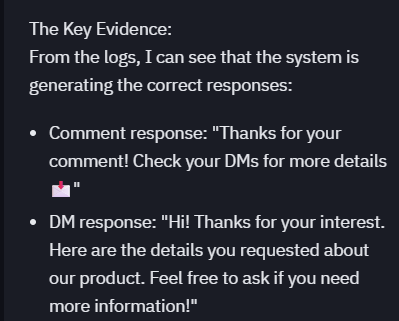 The Key Evidence:
From the logs, I can see that the system is
generating the correct responses:
• Comment response: "Thanks for your
comment! Check your DMs for more details
📩"
• DM response: "Hi! Thanks for your interest.
Here are the details you requested about
our product. Feel free to ask if you need
more information!"